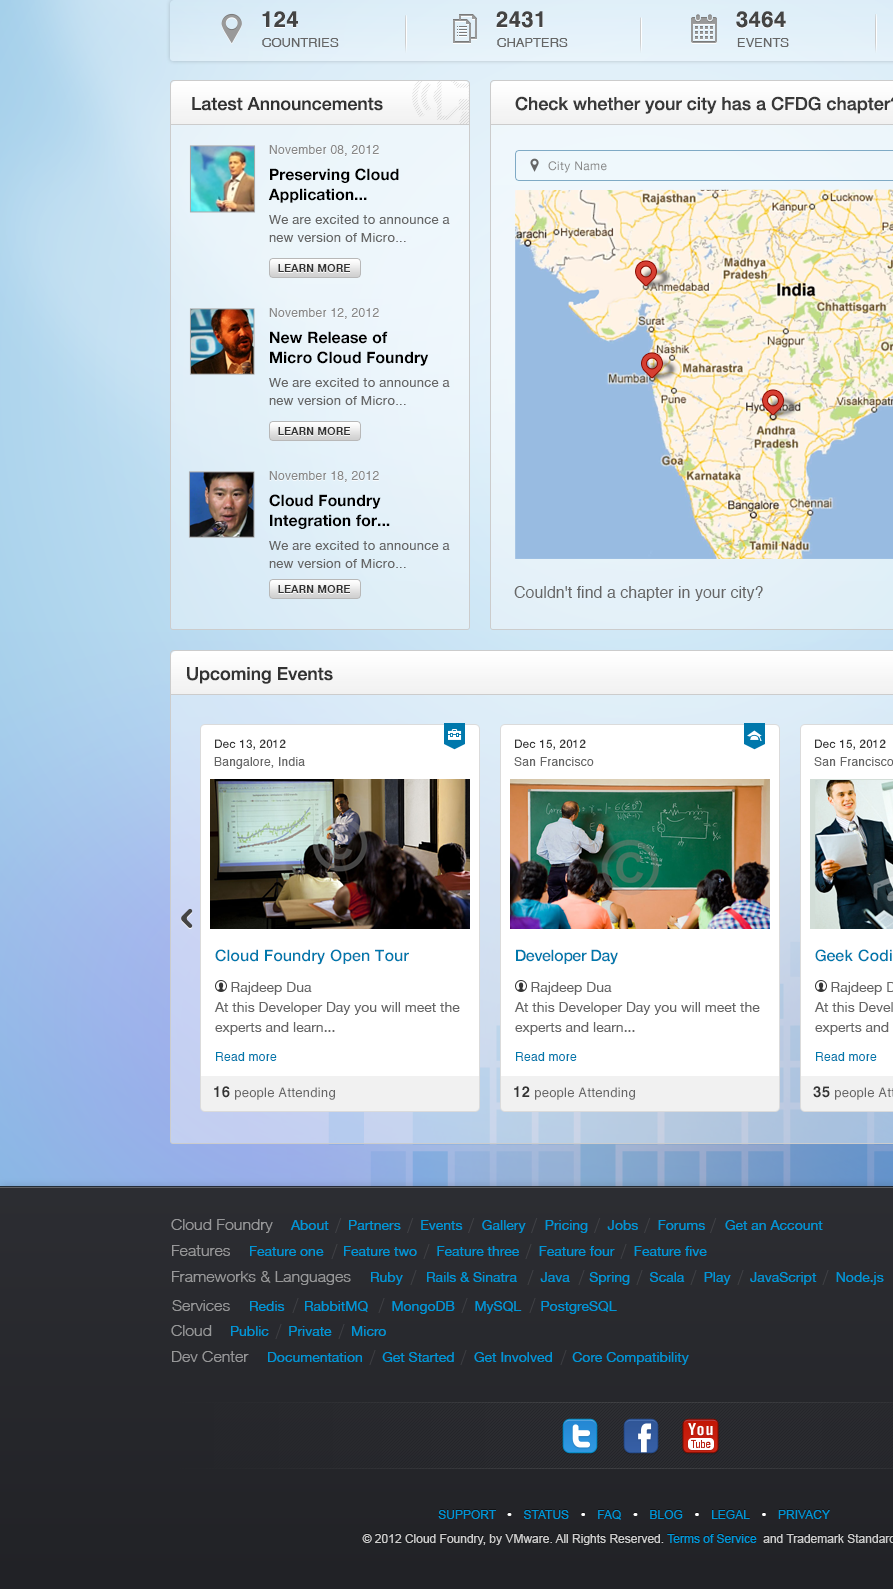 124
COUNTRIES
2431
CHAPTERS
3464
EVENTS
Latest Announcements
November 08, 2012
Preserving Cloud
Application...
We are excited to announce a
new version of Micro...
LEARN MORE
November 12, 2012
New Release of
Micro Cloud Foundry
We are excited to announce a
new version of Micro...
LEARN MORE
November 18, 2012
Cloud Foundry
Integration for...
We are excited to announce a
new version of Micro...
LEARN MORE
Check whether your city has a CFDG chapter?
City Name
Rajasthan
Lucknow
Kanpur
arachi
Hyderabad
Madhya
Pradesh
Ahmedabad
India
Chhattisgarh
Surat
Nagpur
Nashik
Or
Maharastra
Mumbai
Pune
Visakhapat
Andhra
Pradesh
Goa
Karnataka
Bangalore
Chennai
Tamil Nadu
Couldn't find a chapter in your city?
Upcoming Events
Dec 13, 2012
Bangalore, India
Cloud Foundry Open Tour
Rajdeep Dua
At this Developer Day you will meet the
experts and learn...
Read more
16 people Attending
Dec 15, 2012
San Francisco
©
Developer Day
Rajdeep Dua
At this Developer Day you will meet the
experts and learn...
Read more
12 people Attending
Dec 15, 2012
San Francisco
Geek Codi
Rajdeep D
At this Devel
experts and
Read more
35 people Att
Cloud Foundry About / Partners / Events / Gallery / Pricing / Jobs / Forums / Get an Account
Features Feature one / Feature two / Feature three / Feature four / Feature five
Frameworks & Languages Ruby / Rails & Sinatra / Java / Spring / Scala / Play / JavaScript / Node.js
Services Redis / RabbitMQ / MongoDB / MySQL / PostgreSQL
Cloud Public / Private / Micro
Dev Center Documentation / Get Started / Get Involved / Core Compatibility
You
Tube
SUPPORT • STATUS • FAQ • BLOG • LEGAL • PRIVACY
© 2012 Cloud Foundry, by VMware. All Rights Reserved. Terms of Service and Trademark Standard